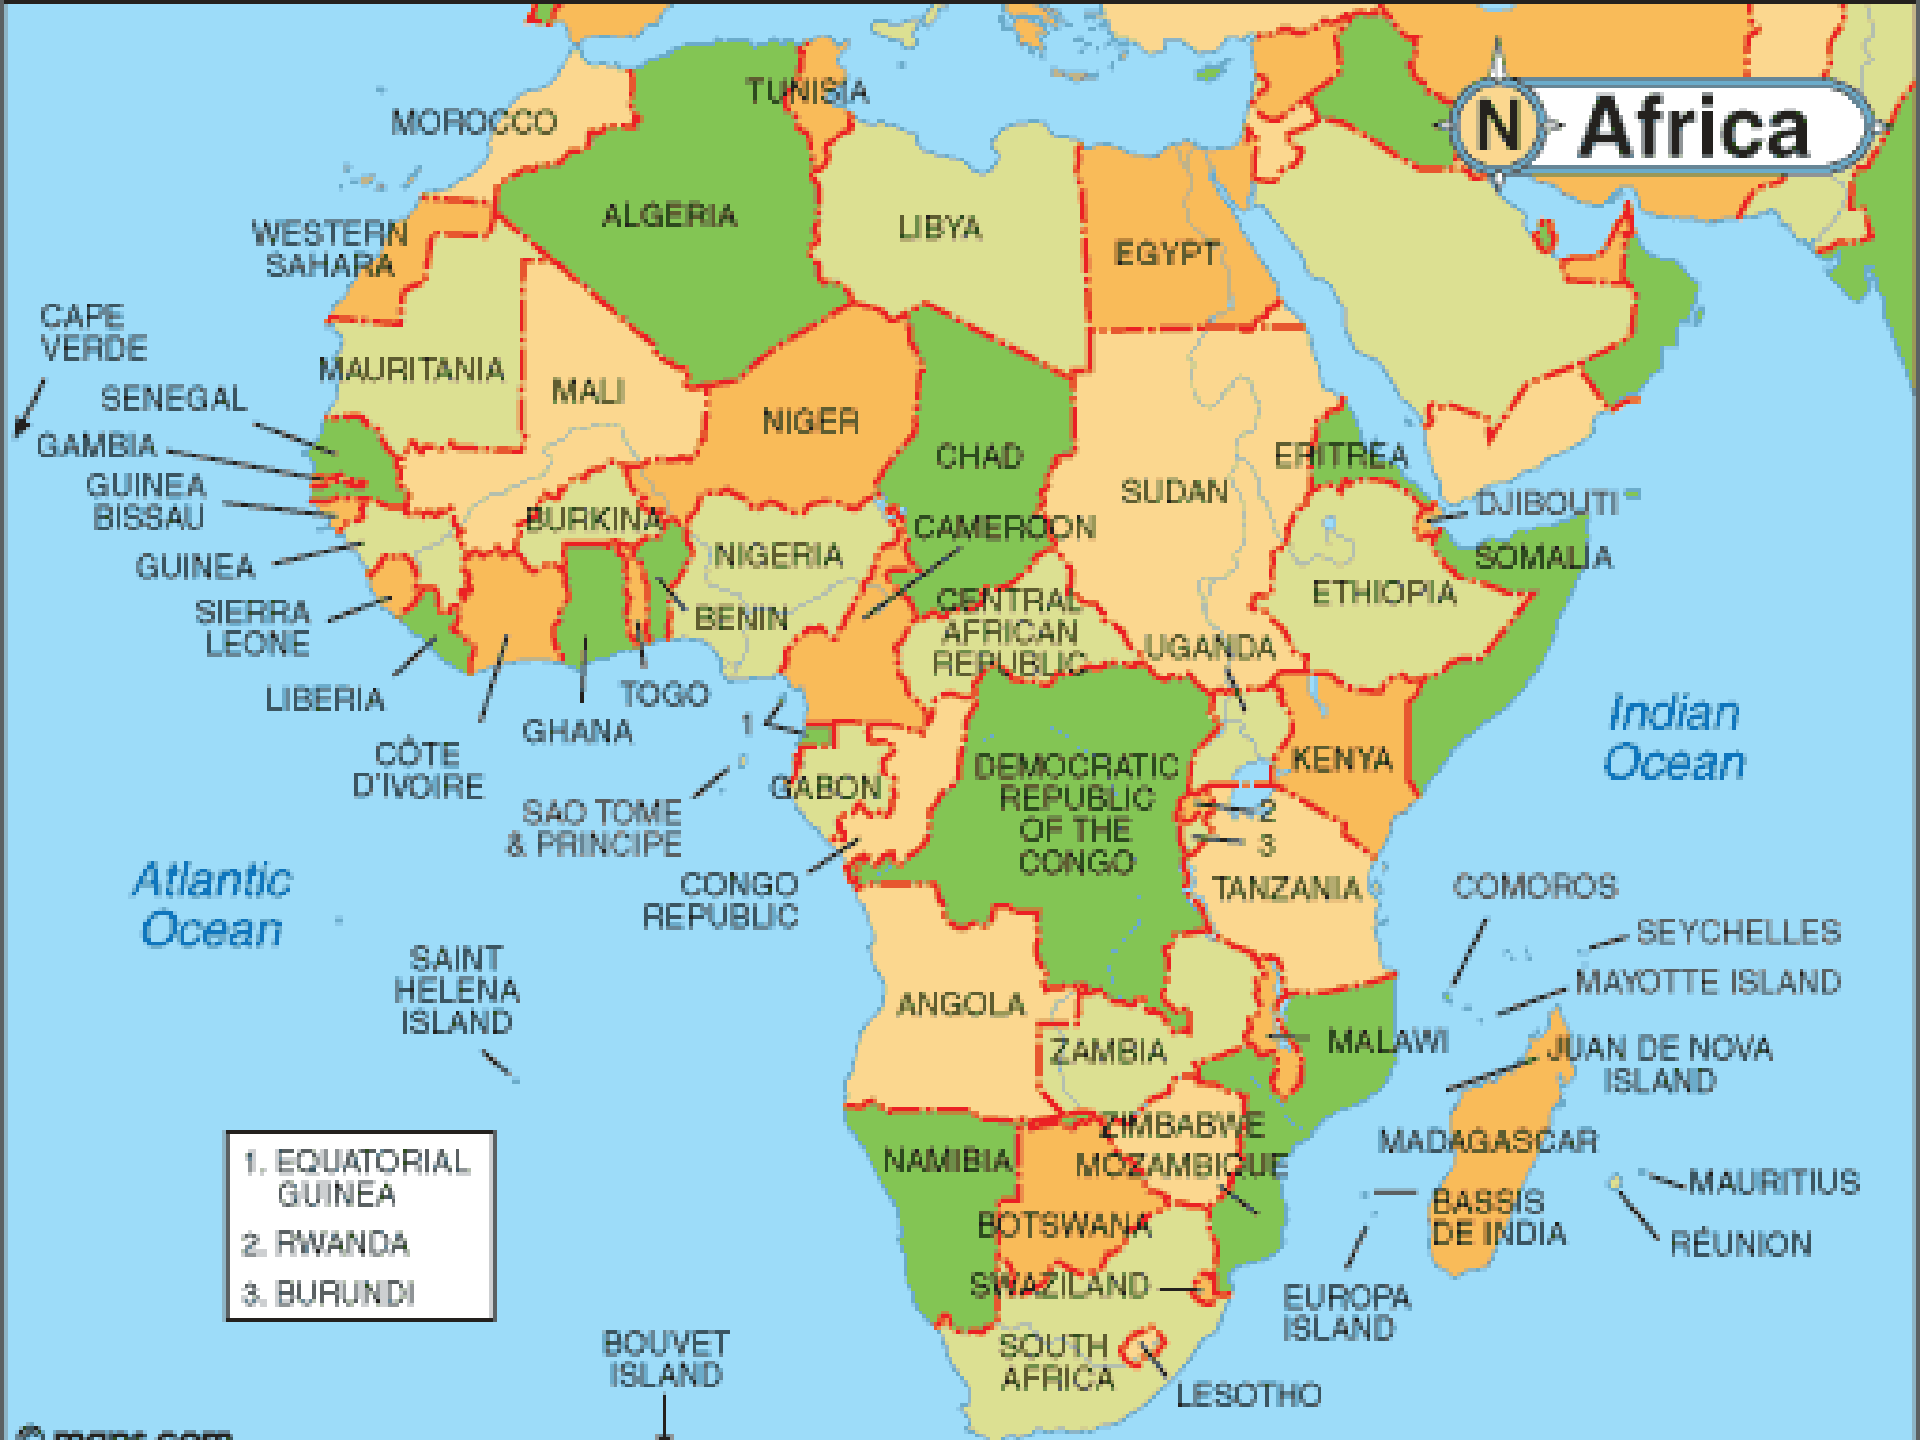 N Africa
MOROCCO
TUNISIA
ALGERIA
LIBYA
EGYPT
WESTERN
SAHARA
CAPE
VERDE
MAURITANIA
MALI
NIGER
CHAD
SUDAN
ERITREA
SENEGAL
GAMBIA
GUINEA
BISSAU
GUINEA
SIERRA
LEONE
LIBERIA
CÔTE
D'IVOIRE
GHANA
TOGO
BURKINA
BENIN
NIGERIA
CAMEROON
CENTRAL
AFRICAN
REPUBLIC
DJIBOUTI
SOMALIA
ETHIOPIA
UGANDA
KENYA
1
GABON
SAO TOME
& PRINCIPE
CONGO
REPUBLIC
DEMOCRATIC
REPUBLIC
OF THE
CONGO
2
3
TANZANIA
Indian
Ocean
Atlantic
Ocean
SAINT
HELENA
ISLAND
ANGOLA
ZAMBIA
MALAWI
COMOROS
SEYCHELLES
MAYOTTE ISLAND
JUAN DE NOVA
ISLAND
MADAGASCAR
MAURITIUS
RÉUNION
BASSIS
DE INDIA
EUROPA
ISLAND
ZIMBABWE
MOZAMBIQUE
NAMIBIA
BOTSWANA
SWAZILAND
SOUTH
AFRICA
LESOTHO
1. EQUATORIAL
GUINEA
2. RWANDA
3. BURUNDI
BOUVET
ISLAND
© maps.com